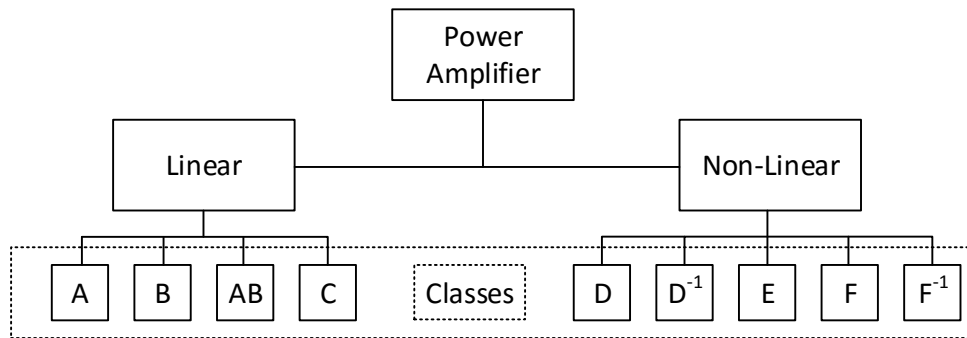 Power
Amplifier
Linear
Non-Linear
A B AB C Classes D D⁻¹ E F F⁻¹